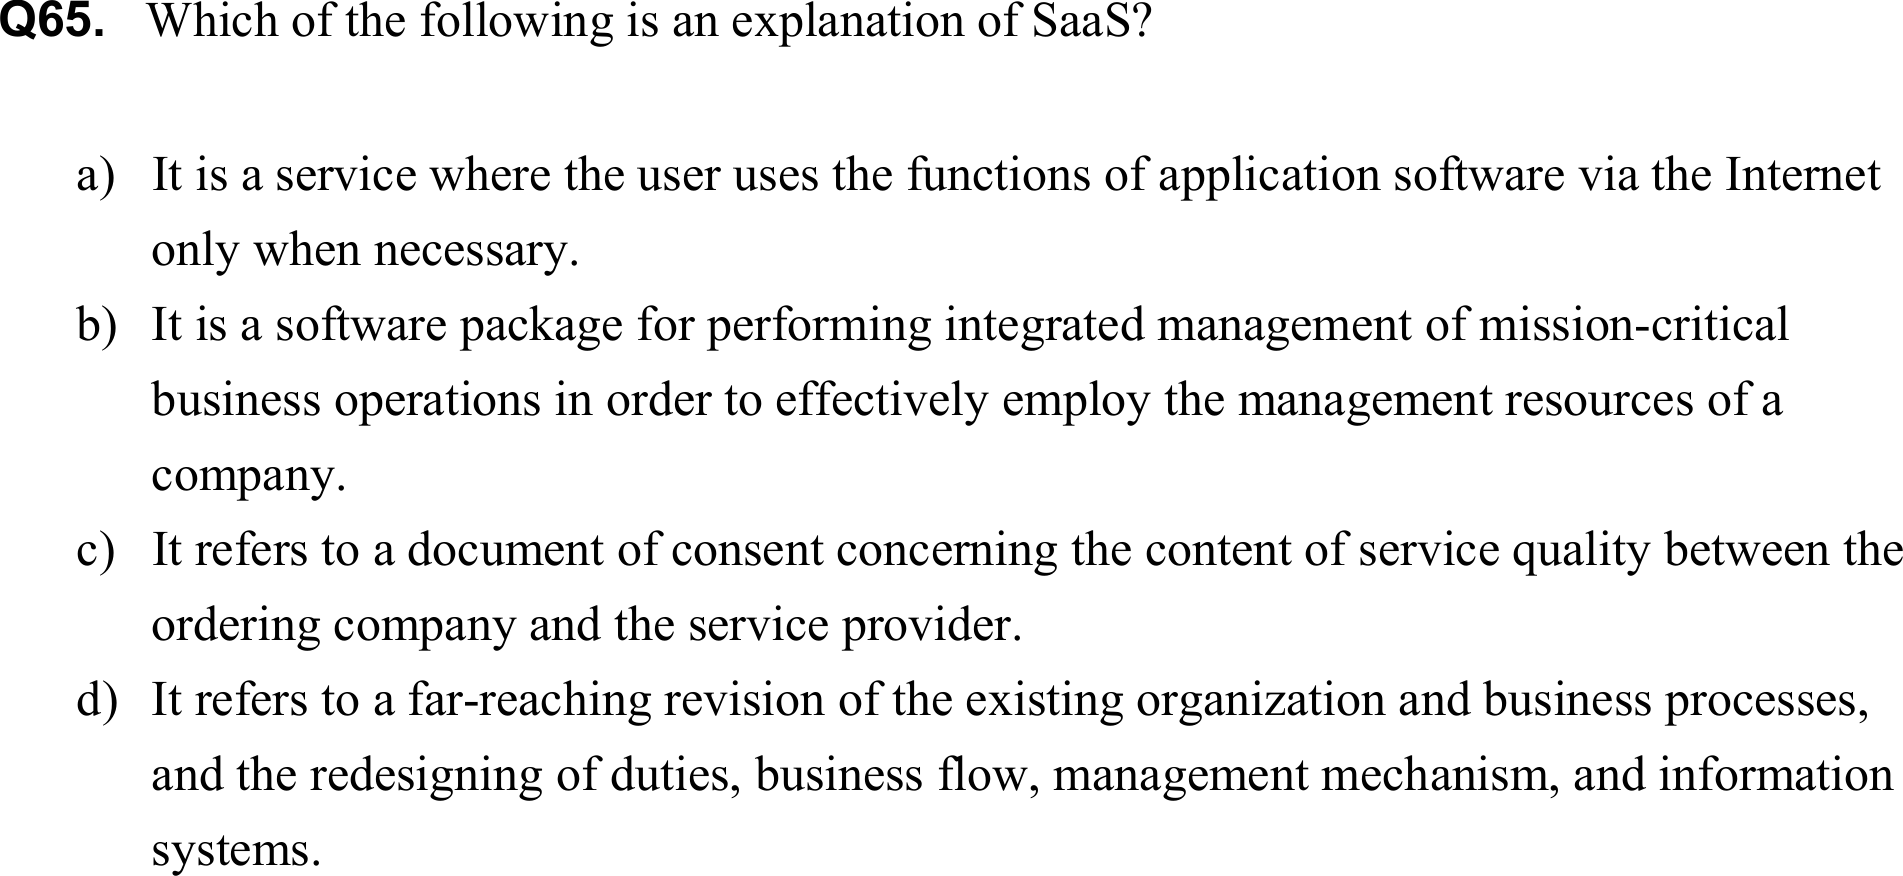 Q65. Which of the following is an explanation of SaaS?
a) It is a service where the user uses the functions of application software via the Internet
only when necessary.
b) It is a software package for performing integrated management of mission-critical
business operations in order to effectively employ the management resources of a
company.
c) It refers to a document of consent concerning the content of service quality between the
ordering company and the service provider.
d) It refers to a far-reaching revision of the existing organization and business processes,
and the redesigning of duties, business flow, management mechanism, and information
systems.